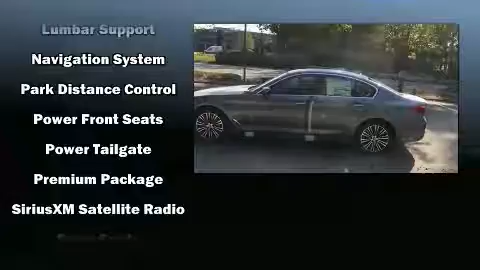 Lumbar Support
Navigation System
Park Distance Control
Power Front Seats
Power Tailgate
Premium Package
SiriusXM Satellite Radio